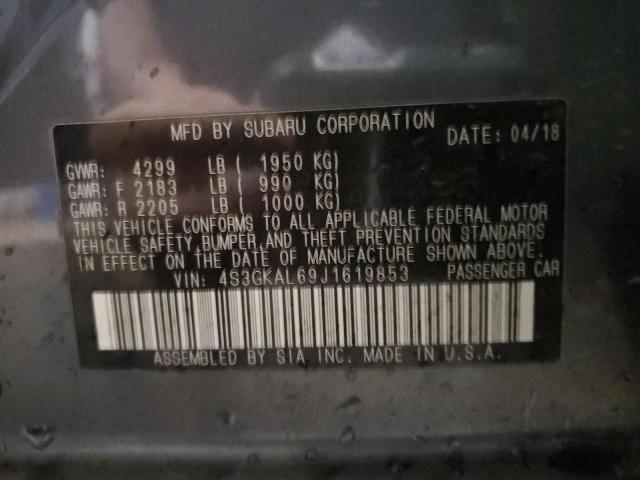 MFD BY SUBARU CORPORATION DATE: 04/18
GVWR: 4299 LB ( 1950 KG)
GAWR: F 2183 LB ( 990 KG)
GAWR: R 2205 LB ( 1000 KG)
THIS VEHICLE CONFORMS TO ALL APPLICABLE FEDERAL MOTOR
VEHICLE SAFETY, BUMPER, AND THEFT PREVENTION STANDARDS
IN EFFECT ON THE DATE OF MANUFACTURE SHOWN ABOVE.
VIN: 4S3GKAL69J1619853 PASSENGER CAR
ASSEMBLED BY SIA, INC. MADE IN U.S.A.